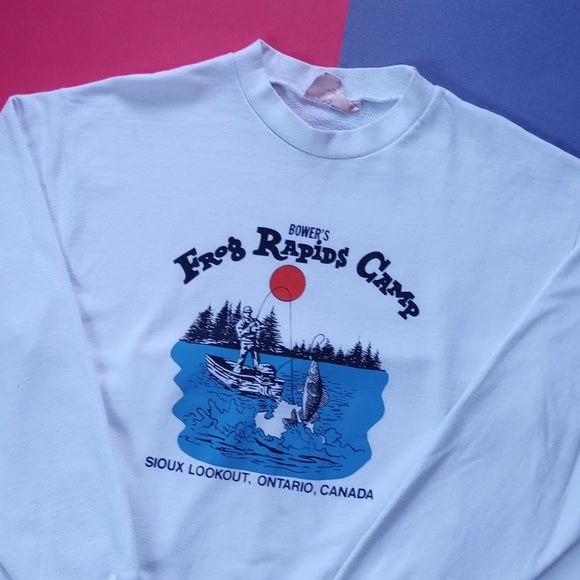 BOWER'S
FROG RAPIDS CAMP
SIOUX LOOKOUT, ONTARIO, CANADA